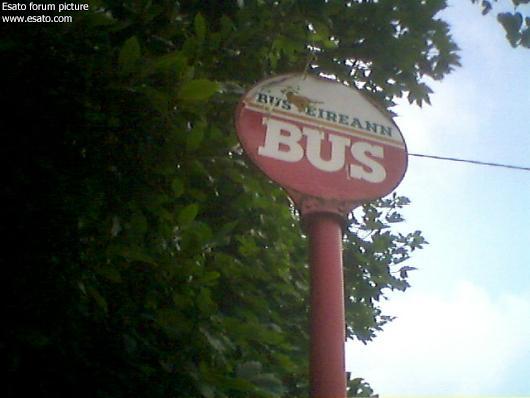 Esato forum picture
www.esato.com
BUS EIREANN
BUS